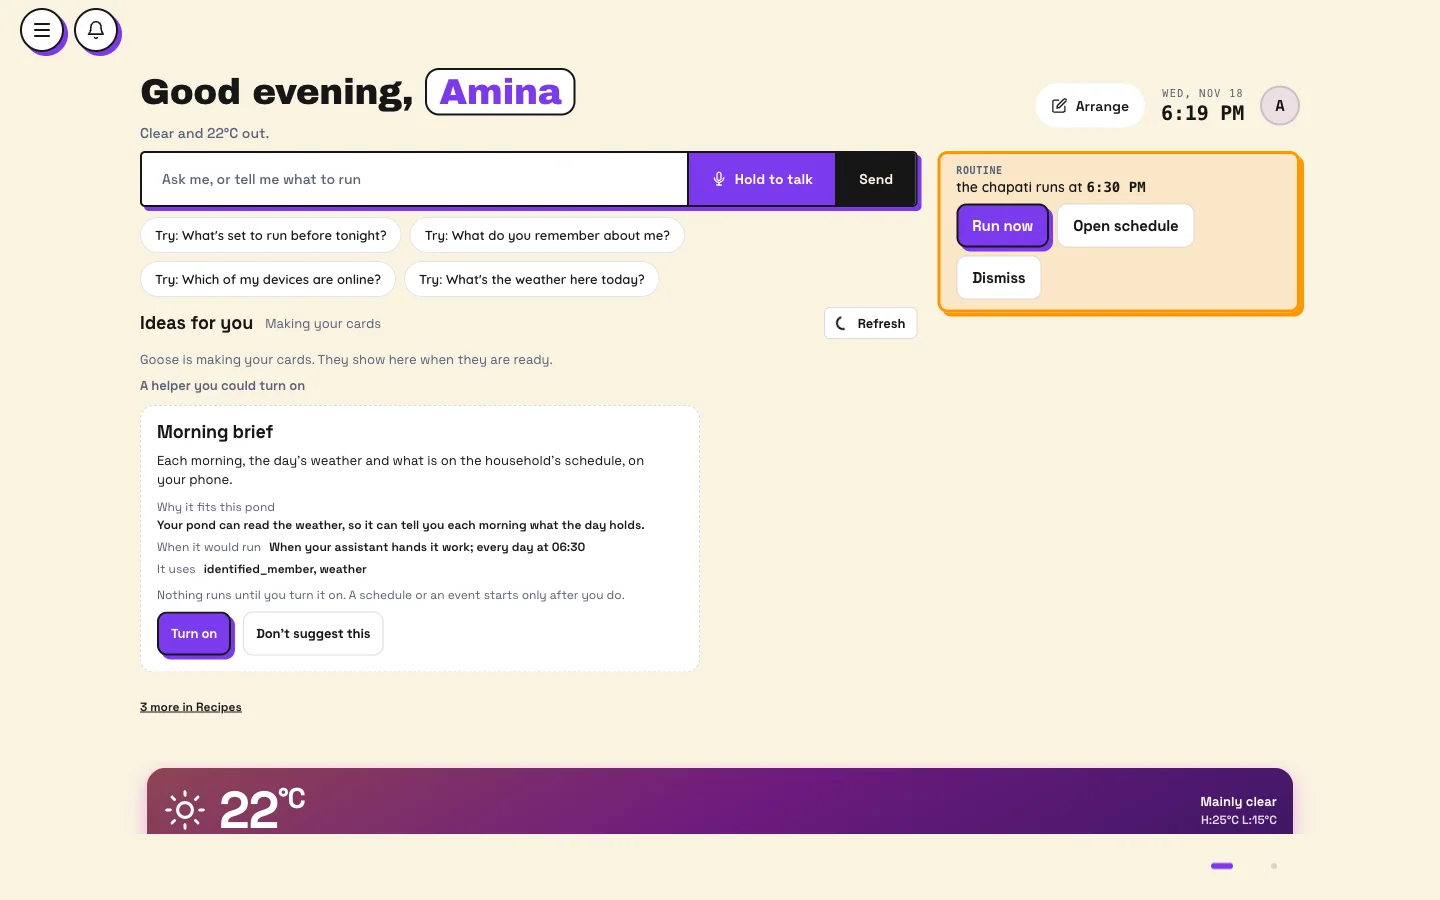 Good evening, Amina
Clear and 22°C out.
Arrange
WED, NOV 18
6:19 PM
A
Ask me, or tell me what to run
Hold to talk
Send
Try: What's set to run before tonight?
Try: What do you remember about me?
Try: Which of my devices are online?
Try: What's the weather here today?
ROUTINE
the chapati runs at 6:30 PM
Run now
Open schedule
Dismiss
Ideas for you
Making your cards
Refresh
Goose is making your cards. They show here when they are ready.
A helper you could turn on
Morning brief
Each morning, the day's weather and what is on the household's schedule, on
your phone.
Why it fits this pond
Your pond can read the weather, so it can tell you each morning what the day holds.
When it would run When your assistant hands it work; every day at 06:30
It uses identified_member, weather
Nothing runs until you turn it on. A schedule or an event starts only after you do.
Turn on
Don't suggest this
3 more in Recipes
22°C
Mainly clear
H:25°C L:15°C